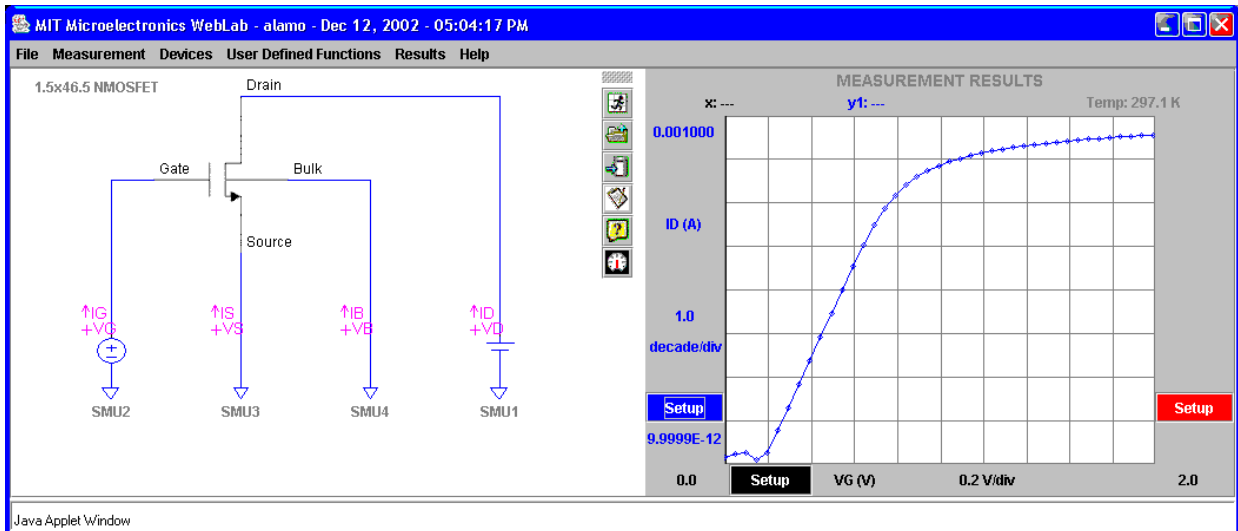 MIT Microelectronics WebLab - alamo - Dec 12, 2002 - 05:04:17 PM
File Measurement Devices User Defined Functions Results Help
1.5x46.5 NMOSFET
Drain
Gate
Bulk
Source
↑IG
+VG
↑IS
+VS
↑IB
+VB
↑ID
+VD
SMU2
SMU3
SMU4
SMU1
MEASUREMENT RESULTS
x: ---
y1: ---
Temp: 297.1 K
0.001000
ID (A)
1.0
decade/div
Setup
9.9999E-12
Setup
0.0
Setup
VG (V)
0.2 V/div
2.0
Java Applet Window